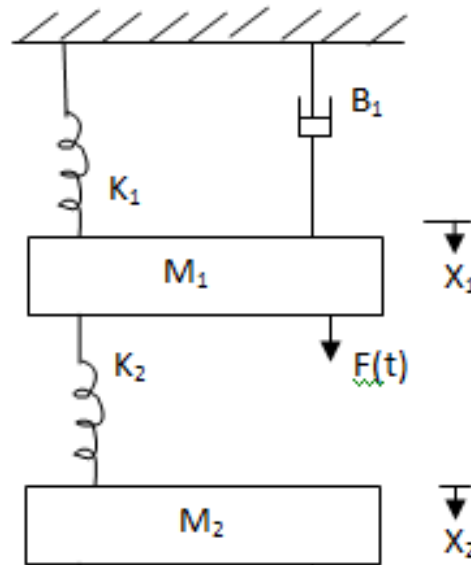 B₁
K₁
M₁
X₁
K₂
F(t)
M₂
X₂